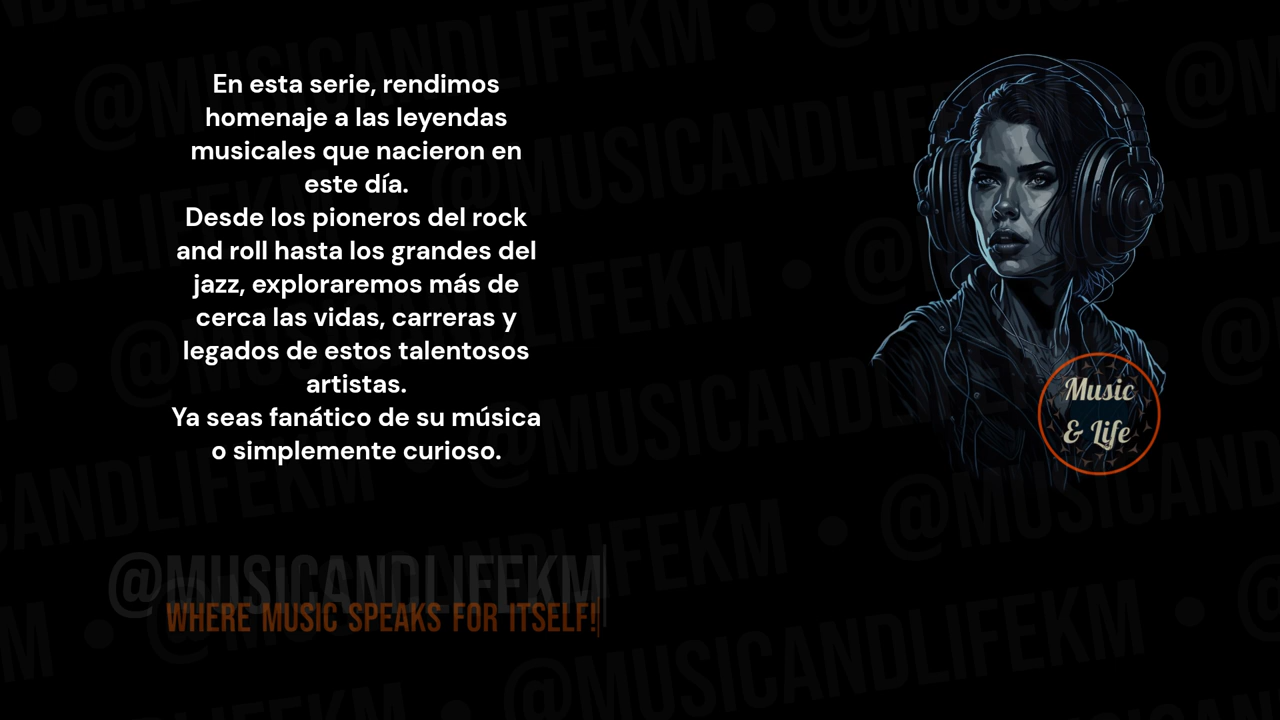 En esta serie, rendimos
homenaje a las leyendas
musicales que nacieron en
este día.
Desde los pioneros del rock
and roll hasta los grandes del
jazz, exploraremos más de
cerca las vidas, carreras y
legados de estos talentosos
artistas.
Ya seas fanático de su música
o simplemente curioso.
Music
& Life
@MUSICANDLIFEKM
WHERE MUSIC SPEAKS FOR ITSELF!